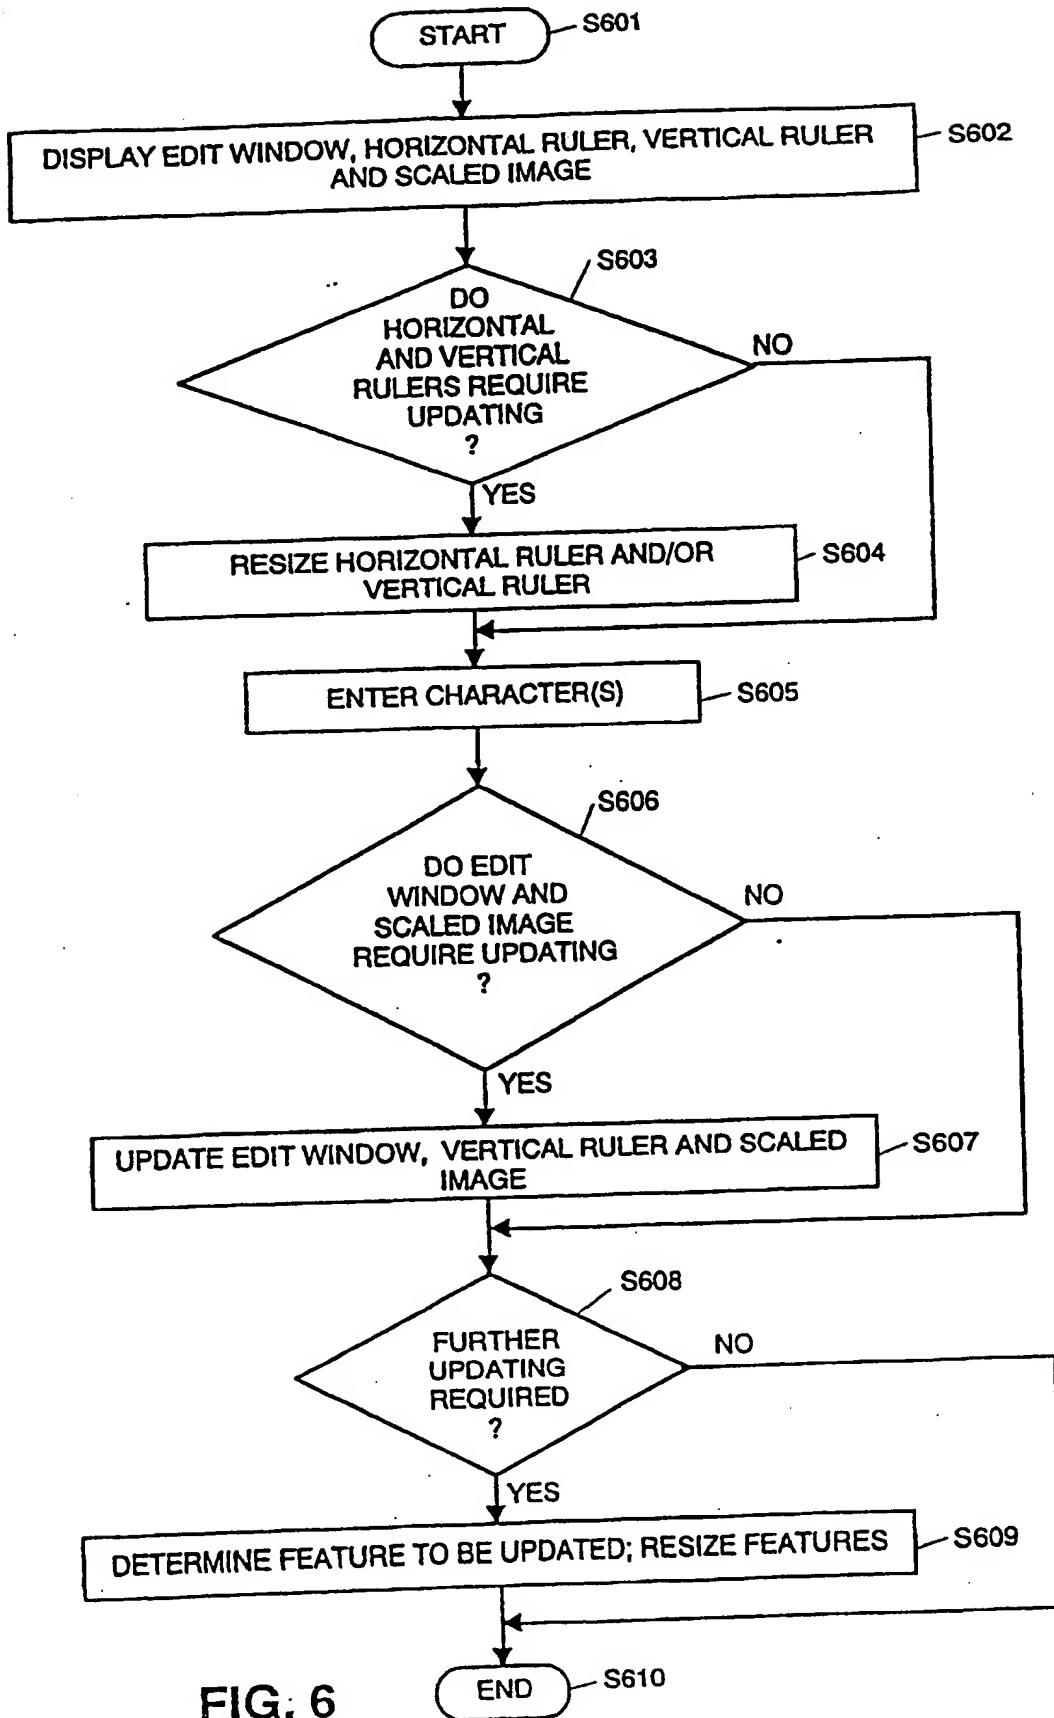 START
S601
DISPLAY EDIT WINDOW, HORIZONTAL RULER, VERTICAL RULER
AND SCALED IMAGE
S602
S603
DO
HORIZONTAL
AND VERTICAL
RULERS REQUIRE
UPDATING
?
NO
YES
RESIZE HORIZONTAL RULER AND/OR
VERTICAL RULER
S604
ENTER CHARACTER(S)
S605
S606
DO EDIT
WINDOW AND
SCALED IMAGE
REQUIRE UPDATING
?
NO
YES
UPDATE EDIT WINDOW, VERTICAL RULER AND SCALED
IMAGE
S607
S608
FURTHER
UPDATING
REQUIRED
?
NO
YES
DETERMINE FEATURE TO BE UPDATED; RESIZE FEATURES
S609
END
S610
FIG. 6